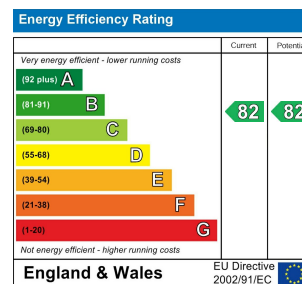 Energy Efficiency Rating
Current Potentia
Very energy efficient - lower running costs
(92 plus) A
(81-91) B 82 82
(69-80) C
(55-68) D
(39-54) E
(21-38) F
(1-20) G
Not energy efficient - higher running costs
England & Wales
EU Directive
2002/91/EC